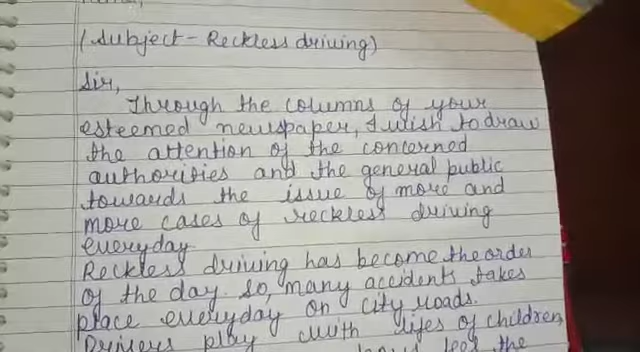 (Subject - Reckless driving)
Sir,
Through the columns of your
esteemed newspaper, I wish to draw
the attention of the concerned
authorities and the general public
towards the issue of more and
more cases of reckless driving
everyday
Reckless driving has become the order
of the day. So, many accidents takes
place everyday on city roads.
Drivers play with lifes of children,
the